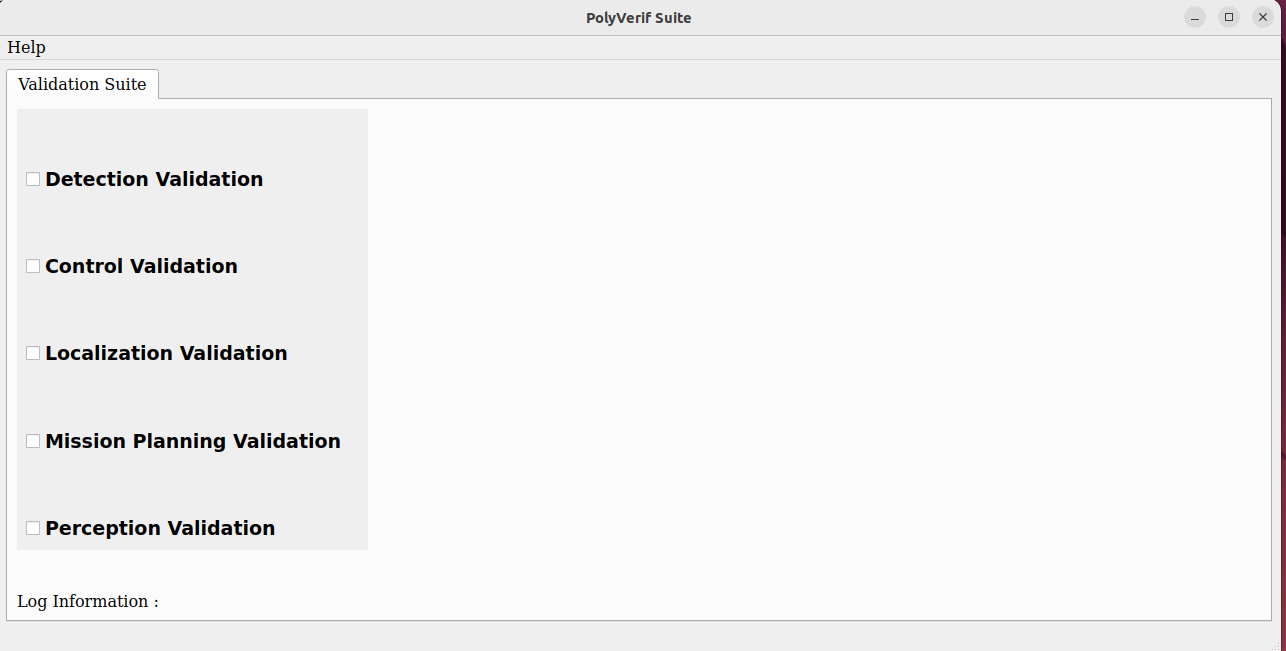 PolyVerif Suite
Help
Validation Suite
Detection Validation
Control Validation
Localization Validation
Mission Planning Validation
Perception Validation
Log Information :